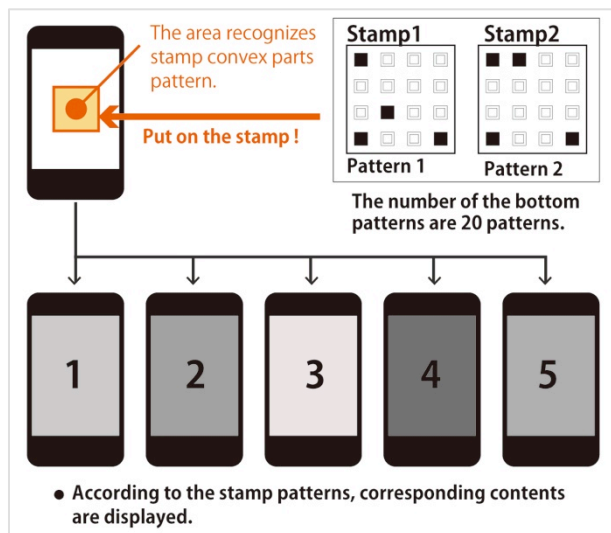 The area recognizes
stamp convex parts
pattern.
Put on the stamp !
Stamp1
Stamp2
Pattern 1
Pattern 2
The number of the bottom
patterns are 20 patterns.
1
2
3
4
5
● According to the stamp patterns, corresponding contents
are displayed.